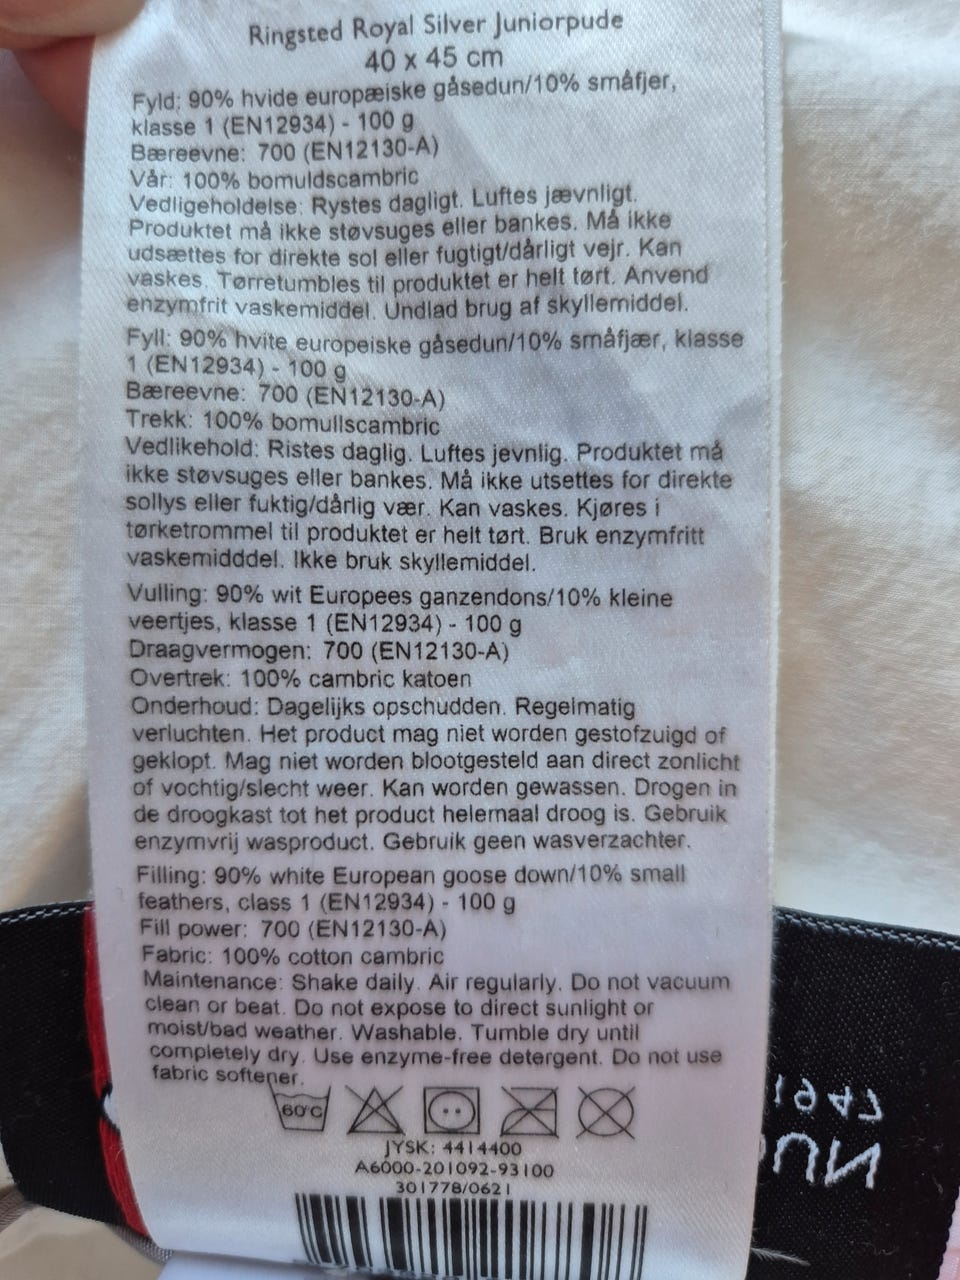 Ringsted Royal Silver Juniorpude
40 x 45 cm
Fyld: 90% hvide europæiske gåsedun/10% småfjer,
klasse 1 (EN12934) - 100 g
Bæreevne: 700 (EN12130-A)
Vår: 100% bomuldscambric
Vedligeholdelse: Rystes dagligt. Luftes jævnligt.
Produktet må ikke støvsuges eller bankes. Må ikke
udsættes for direkte sol eller fugtigt/dårligt vejr. Kan
vaskes. Tørretumbles til produktet er helt tørt. Anvend
enzymfrit vaskemiddel. Undlad brug af skyllemiddel.
Fyll: 90% hvite europeiske gåsedun/10% småfjær, klasse
1 (EN12934) - 100 g
Bæreevne: 700 (EN12130-A)
Trekk: 100% bomullscambric
Vedlikehold: Ristes daglig. Luftes jevnlig. Produktet må
ikke støvsuges eller bankes. Må ikke utsettes for direkte
sollys eller fuktig/dårlig vær. Kan vaskes. Kjøres i
tørketrommel til produktet er helt tørt. Bruk enzymfritt
vaskemidddel. Ikke bruk skyllemiddel.
Vulling: 90% wit Europees ganzendons/10% kleine
veertjes, klasse 1 (EN12934) - 100 g
Draagvermogen: 700 (EN12130-A)
Overtrek: 100% cambric katoen
Onderhoud: Dagelijks opschudden. Regelmatig
verluchten. Het product mag niet worden gestofzuigd of
geklopt. Mag niet worden blootgesteld aan direct zonlicht
of vochtig/slecht weer. Kan worden gewassen. Drogen in
de droogkast tot het product helemaal droog is. Gebruik
enzymvrij wasproduct. Gebruik geen wasverzachter.
Filling: 90% white European goose down/10% small
feathers, class 1 (EN12934) - 100 g
Fill power: 700 (EN12130-A)
Fabric: 100% cotton cambric
Maintenance: Shake daily. Air regularly. Do not vacuum
clean or beat. Do not expose to direct sunlight or
moist/bad weather. Washable. Tumble dry until
completely dry. Use enzyme-free detergent. Do not use
fabric softener.
60°C
JYSK: 4414400
A6000-201092-93100
301778/0621
1947